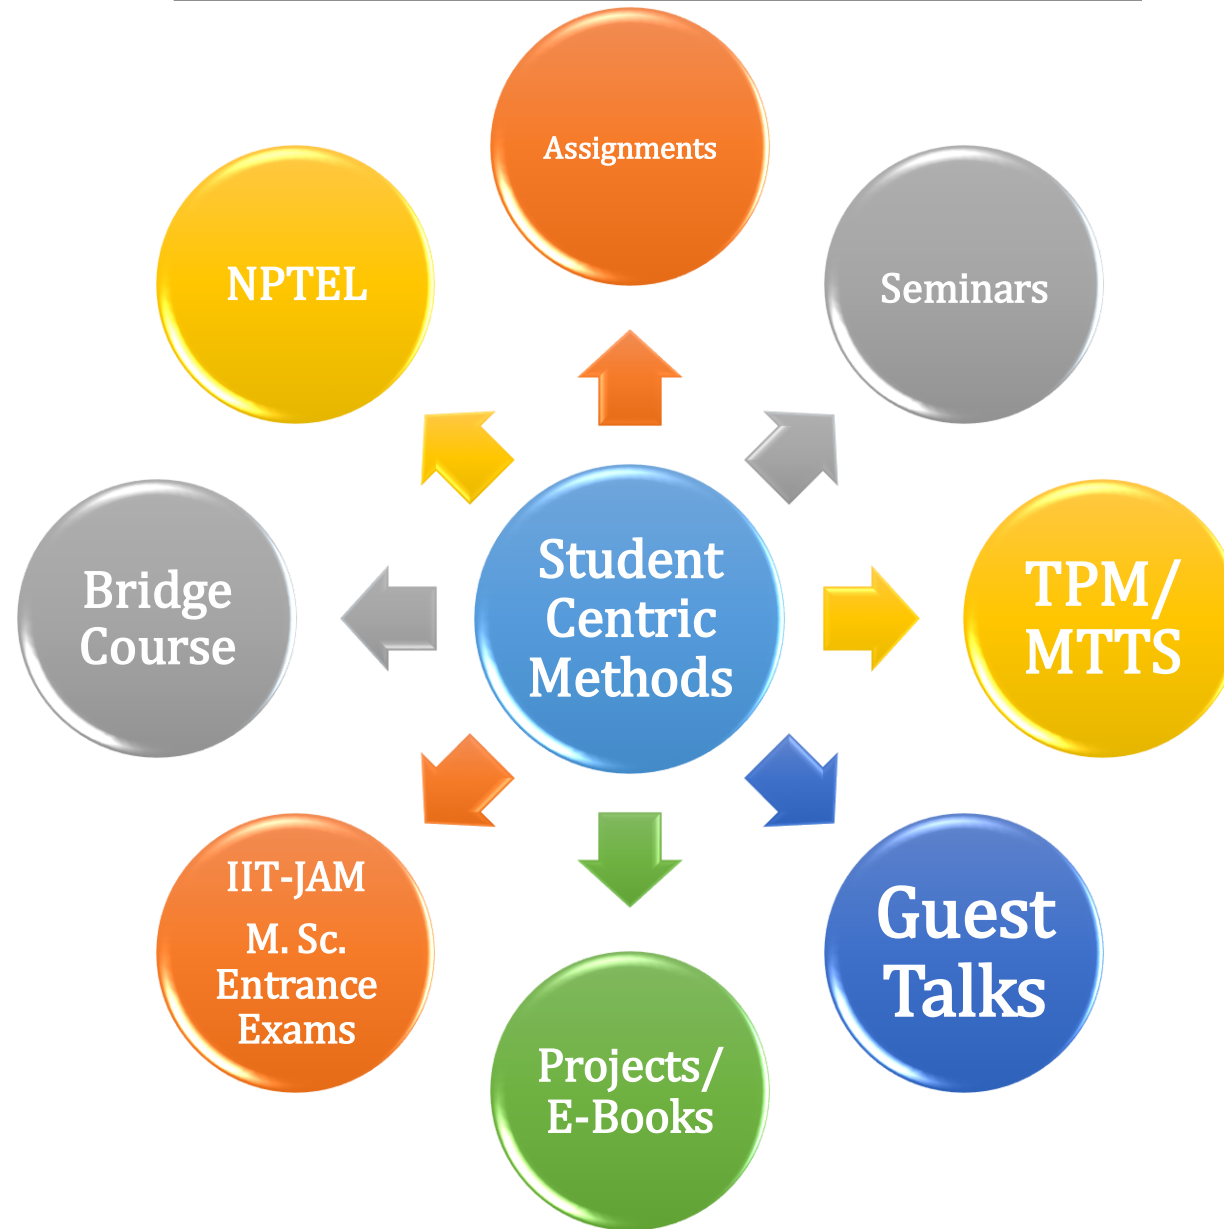 Assignments
NPTEL
Seminars
Student
Centric
Methods
Bridge
Course
TPM/
MTTS
IIT-JAM
M. Sc.
Entrance
Exams
Guest
Talks
Projects/
E-Books